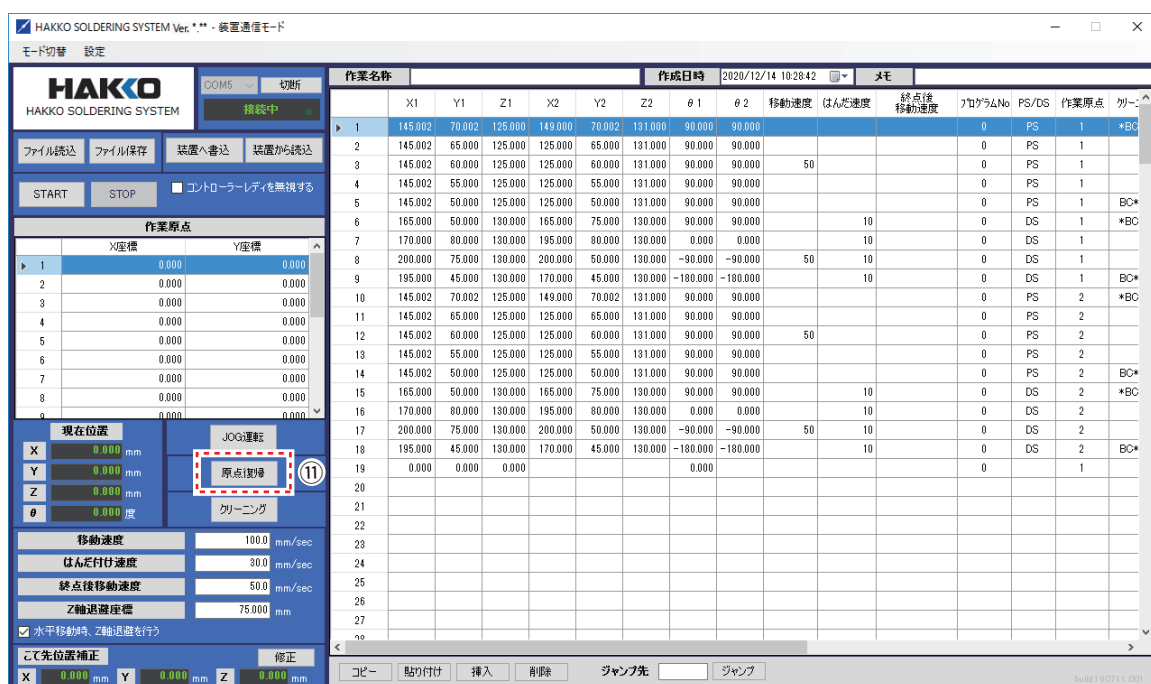 HAKKO SOLDERING SYSTEM Ver. *.** - 装置通信モード
モード切替 設定
HAKKO
HAKKO SOLDERING SYSTEM
COM5 切断
接続中
ファイル読込 ファイル保存 装置へ書込 装置から読込
START STOP コントローラーレディを無視する
作業原点
X座標 Y座標
1 0.000 0.000
2 0.000 0.000
3 0.000 0.000
4 0.000 0.000
5 0.000 0.000
6 0.000 0.000
7 0.000 0.000
8 0.000 0.000
9 0.000 0.000
現在位置
X 0.000 mm
Y 0.000 mm
Z 0.000 mm
θ 0.000 度
JOG運転
原点復帰 ⑪
クリーニング
移動速度 100.0 mm/sec
はんだ付け速度 30.0 mm/sec
終点後移動速度 50.0 mm/sec
Z軸退避座標 75.000 mm
水平移動時、Z軸退避を行う
こて先位置補正 修正
X 0.000 mm Y 0.000 mm Z 0.000 mm
作業名称 作成日時 2020/12/14 10:28:42 メモ
X1 Y1 Z1 X2 Y2 Z2 θ1 θ2 移動速度 はんだ速度 終点後移動速度 プログラムNo PS/DS 作業原点 クリーニ
1 145.002 70.002 125.000 149.000 70.002 131.000 90.000 90.000 0 PS 1 *BC
2 145.002 65.000 125.000 125.000 65.000 131.000 90.000 90.000 0 PS 1
3 145.002 60.000 125.000 125.000 60.000 131.000 90.000 90.000 50 0 PS 1
4 145.002 55.000 125.000 125.000 55.000 131.000 90.000 90.000 0 PS 1
5 145.002 50.000 125.000 125.000 50.000 131.000 90.000 90.000 0 PS 1 BC*
6 165.000 50.000 130.000 165.000 75.000 130.000 90.000 90.000 10 0 DS 1 *BC
7 170.000 80.000 130.000 195.000 80.000 130.000 0.000 0.000 10 0 DS 1
8 200.000 75.000 130.000 200.000 50.000 130.000 -90.000 -90.000 50 10 0 DS 1
9 195.000 45.000 130.000 170.000 45.000 130.000 -180.000 -180.000 10 0 DS 1 BC*
10 145.002 70.002 125.000 149.000 70.002 131.000 90.000 90.000 0 PS 2 *BC
11 145.002 65.000 125.000 125.000 65.000 131.000 90.000 90.000 0 PS 2
12 145.002 60.000 125.000 125.000 60.000 131.000 90.000 90.000 50 0 PS 2
13 145.002 55.000 125.000 125.000 55.000 131.000 90.000 90.000 0 PS 2
14 145.002 50.000 125.000 125.000 50.000 131.000 90.000 90.000 0 PS 2 BC*
15 165.000 50.000 130.000 165.000 75.000 130.000 90.000 90.000 10 0 DS 2 *BC
16 170.000 80.000 130.000 195.000 80.000 130.000 0.000 0.000 10 0 DS 2
17 200.000 75.000 130.000 200.000 50.000 130.000 -90.000 -90.000 50 10 0 DS 2
18 195.000 45.000 130.000 170.000 45.000 130.000 -180.000 -180.000 10 0 DS 2 BC*
19 0.000 0.000 0.000 0.000 0 1
20
21
22
23
24
25
26
27
28
コピー 貼り付け 挿入 削除 ジャンプ先 ジャンプ
build.180711.001